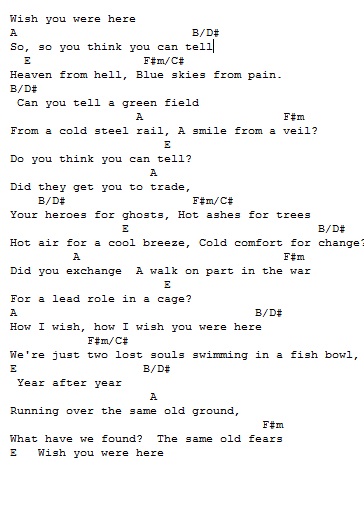 Wish you were here
A                         B/D#
So, so you think you can tell
  E                F#m/C#
Heaven from hell, Blue skies from pain.
B/D#
 Can you tell a green field
                  A                    F#m
From a cold steel rail, A smile from a veil?
                      E
Do you think you can tell?
                    A
Did they get you to trade,
    B/D#                  F#m/C#
Your heroes for ghosts, Hot ashes for trees
                E                           B/D#
Hot air for a cool breeze, Cold comfort for change?
         A                             F#m
Did you exchange  A walk on part in the war
                      E
For a lead role in a cage?
A                                  B/D#
How I wish, how I wish you were here
           F#m/C#
We're just two lost souls swimming in a fish bowl,
E                  B/D#
 Year after year
                    A
Running over the same old ground,
                                    F#m
What have we found?  The same old fears
E   Wish you were here